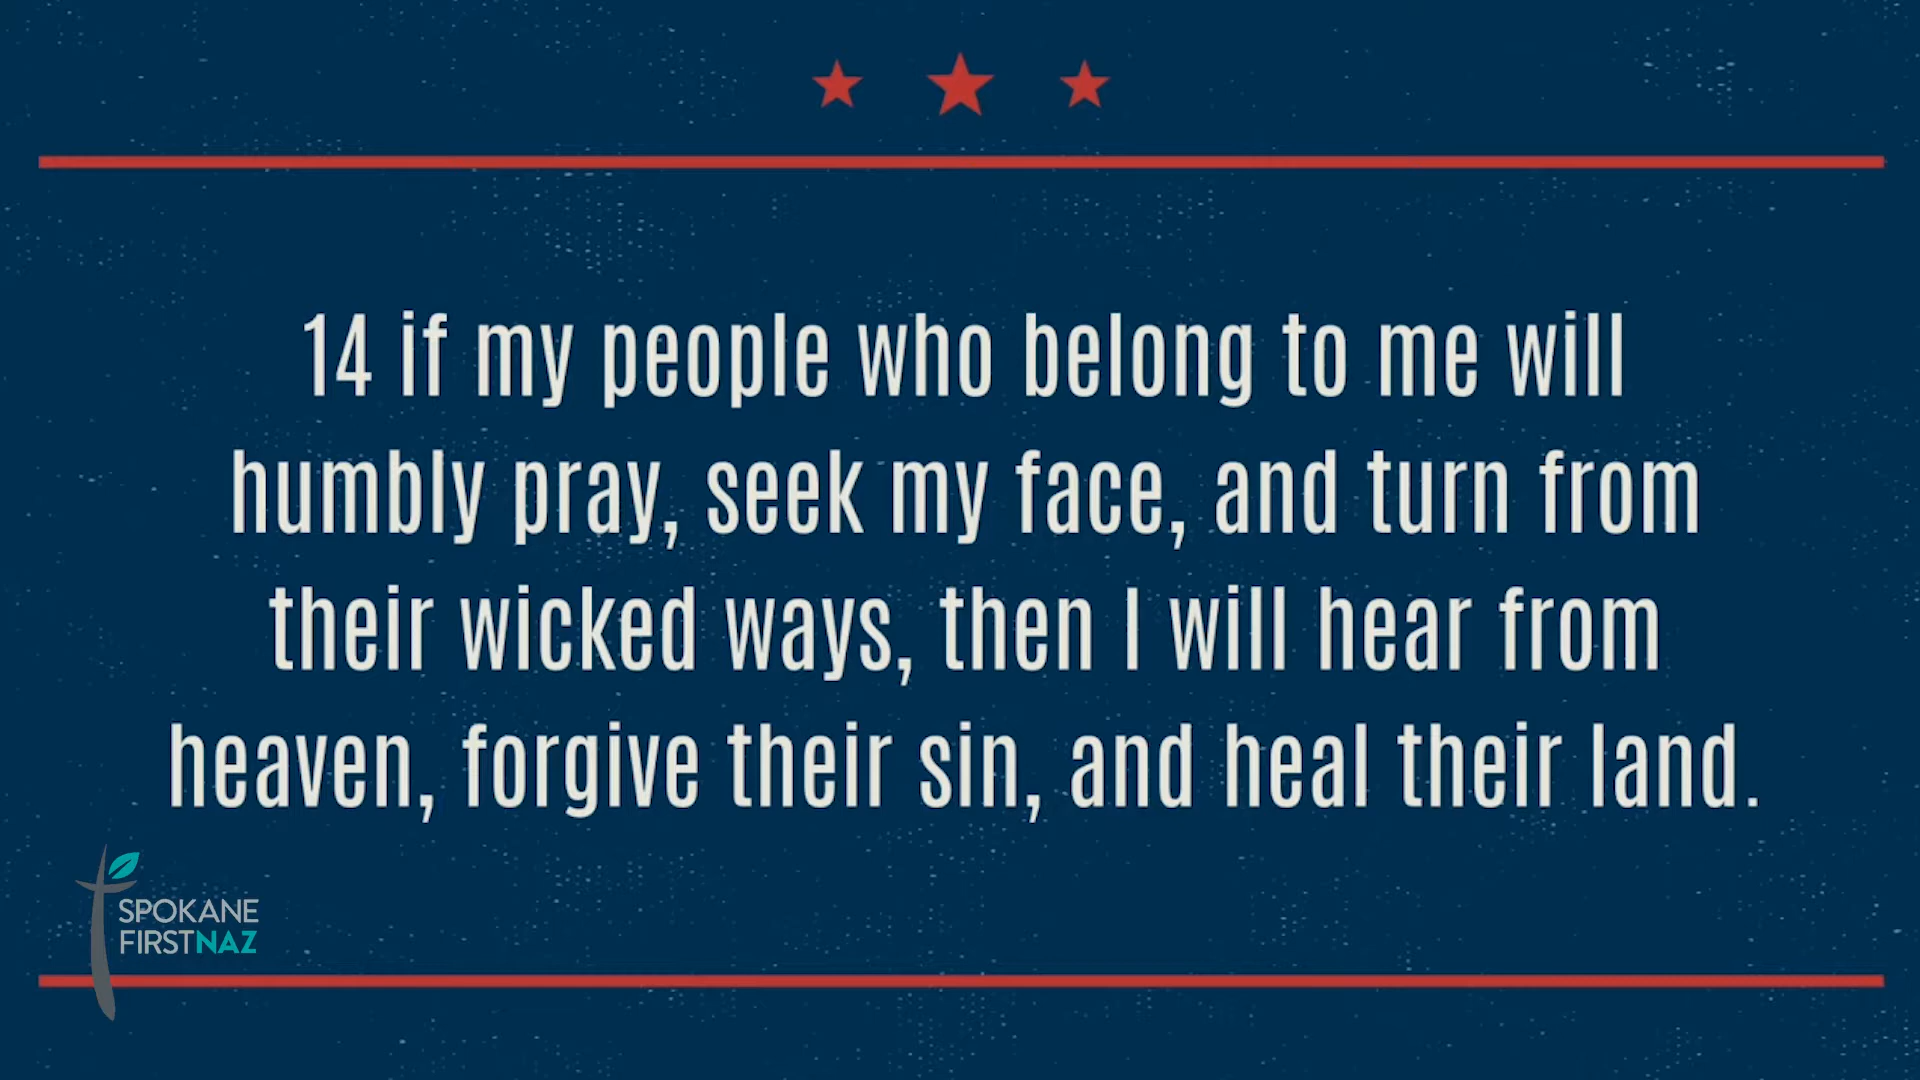 14 if my people who belong to me will
humbly pray, seek my face, and turn from
their wicked ways, then I will hear from
heaven, forgive their sin, and heal their land.
SPOKANE
FIRSTNAZ